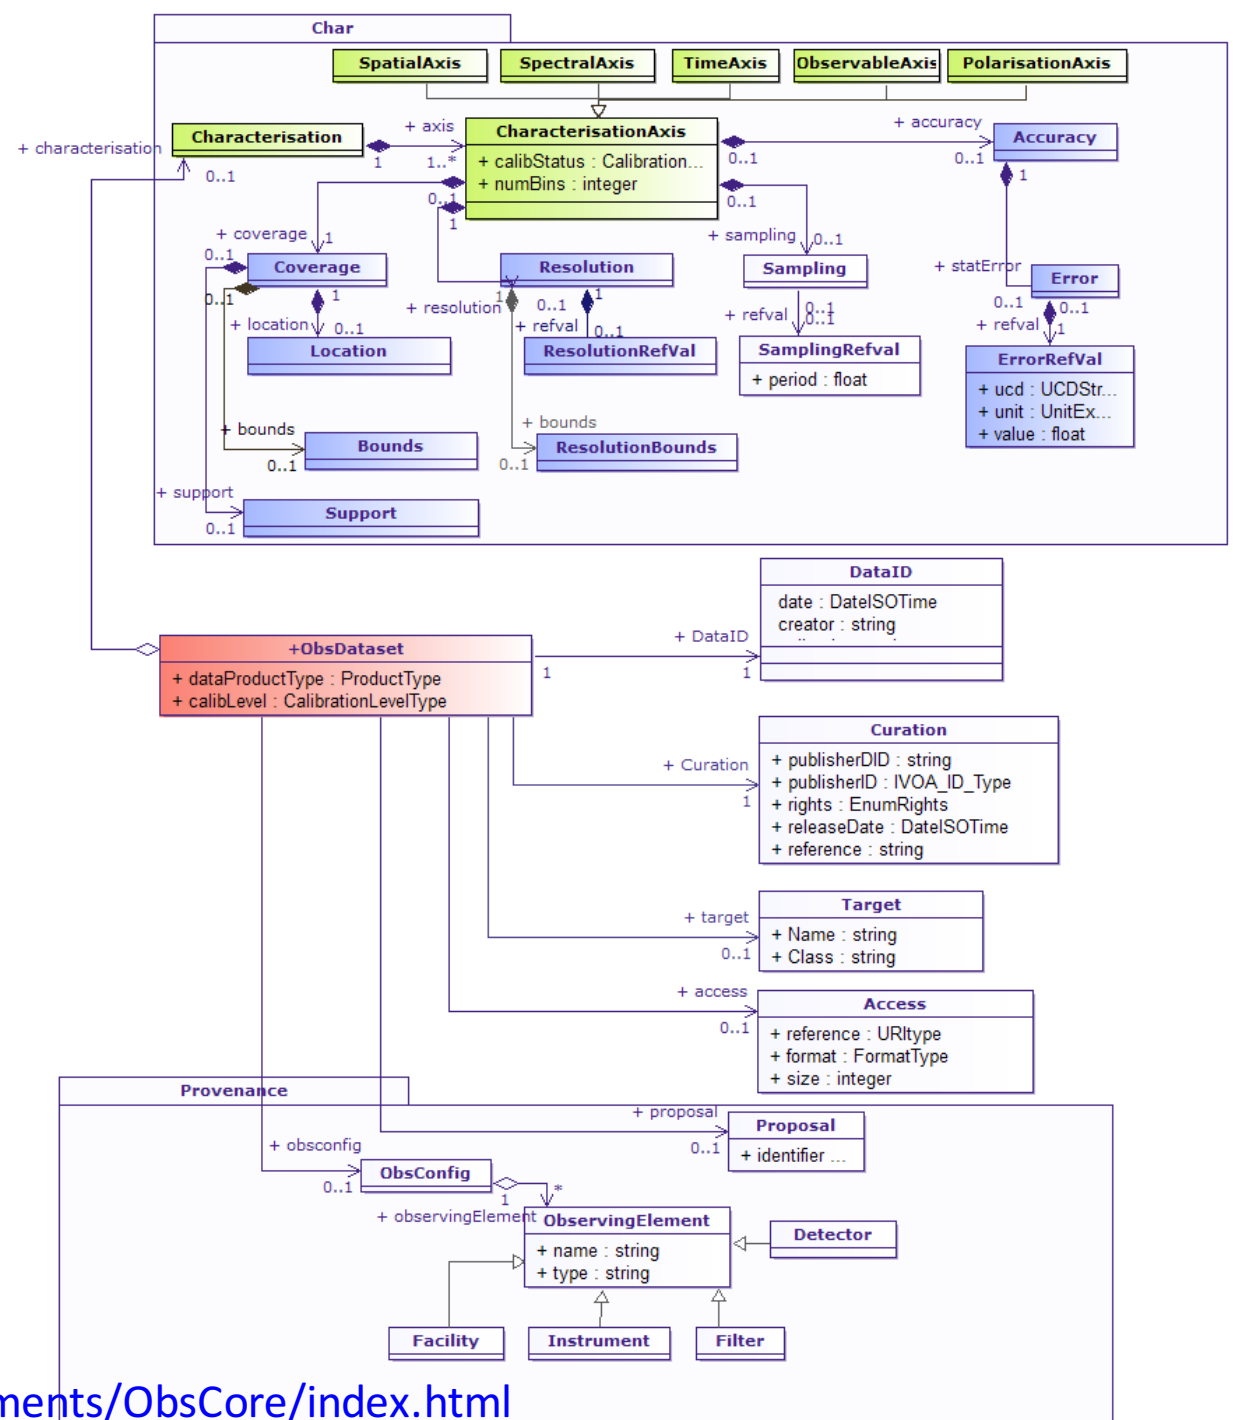 Char
SpatialAxis
SpectralAxis
TimeAxis
ObservableAxis
PolarisationAxis
+ characterisation
Characterisation
0..1
1
+ axis
1..*
CharacterisationAxis
+ calibStatus : Calibration...
+ numBins : integer
+ accuracy
0..1
0..1
Accuracy
1
0..1
1
0..1
+ coverage
1
0..1
Coverage
0..1
1
+ location
0..1
Location
+ bounds
0..1
Bounds
+ support
0..1
Support
Resolution
+ resolution
1
0..1
1
+ refval
0..1
ResolutionRefVal
+ bounds
0..1
ResolutionBounds
+ sampling
0..1
Sampling
+ refval
0..1
0..1
SamplingRefval
+ period : float
+ statError
0..1
Error
0..1
+ refval
1
ErrorRefVal
+ ucd : UCDStr...
+ unit : UnitEx...
+ value : float
+ObsDataset
+ dataProductType : ProductType
+ calibLevel : CalibrationLevelType
1
+ DataID
1
DataID
date : DateISOTime
creator : string
+ Curation
1
Curation
+ publisherDID : string
+ publisherID : IVOA_ID_Type
+ rights : EnumRights
+ releaseDate : DateISOTime
+ reference : string
+ target
0..1
Target
+ Name : string
+ Class : string
+ access
0..1
Access
+ reference : URItype
+ format : FormatType
+ size : integer
Provenance
+ proposal
0..1
Proposal
+ identifier ...
+ obsconfig
0..1
ObsConfig
1
*
+ observingElement
ObservingElement
+ name : string
+ type : string
Detector
Facility
Instrument
Filter
ments/ObsCore/index.html